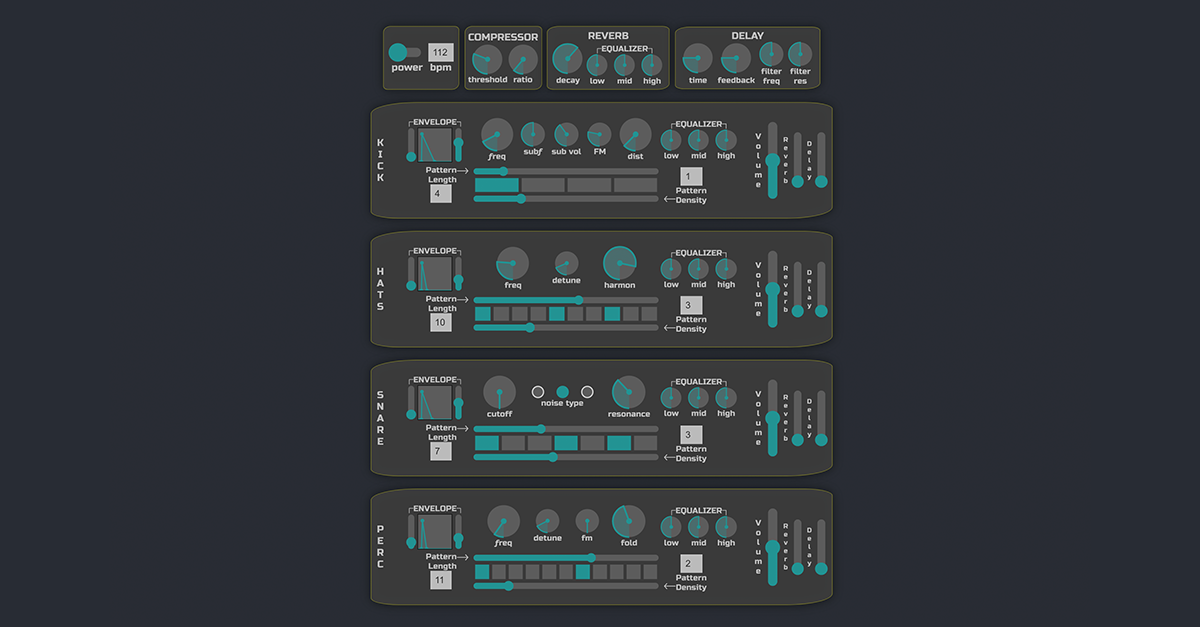 COMPRESSOR
REVERB
DELAY
EQUALIZER
112
power bpm
threshold ratio
decay low mid high
time feedback filter freq filter res
KICK
ENVELOPE
freq subf sub vol FM dist
EQUALIZER
low mid high
Pattern Length
4
1
Pattern Density
Volume
Reverb
Delay
HATS
ENVELOPE
freq detune harmon
EQUALIZER
low mid high
Pattern Length
10
3
Pattern Density
Volume
Reverb
Delay
SNARE
ENVELOPE
cutoff noise type resonance
EQUALIZER
low mid high
Pattern Length
7
3
Pattern Density
Volume
Reverb
Delay
PERC
ENVELOPE
freq detune fm fold
EQUALIZER
low mid high
Pattern Length
11
2
Pattern Density
Volume
Reverb
Delay